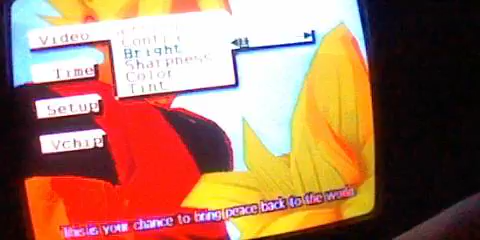 Video
Bright
Sharpness
Color
Tint
Time
Setup
Vchip
This is your chance to bring peace back to the world